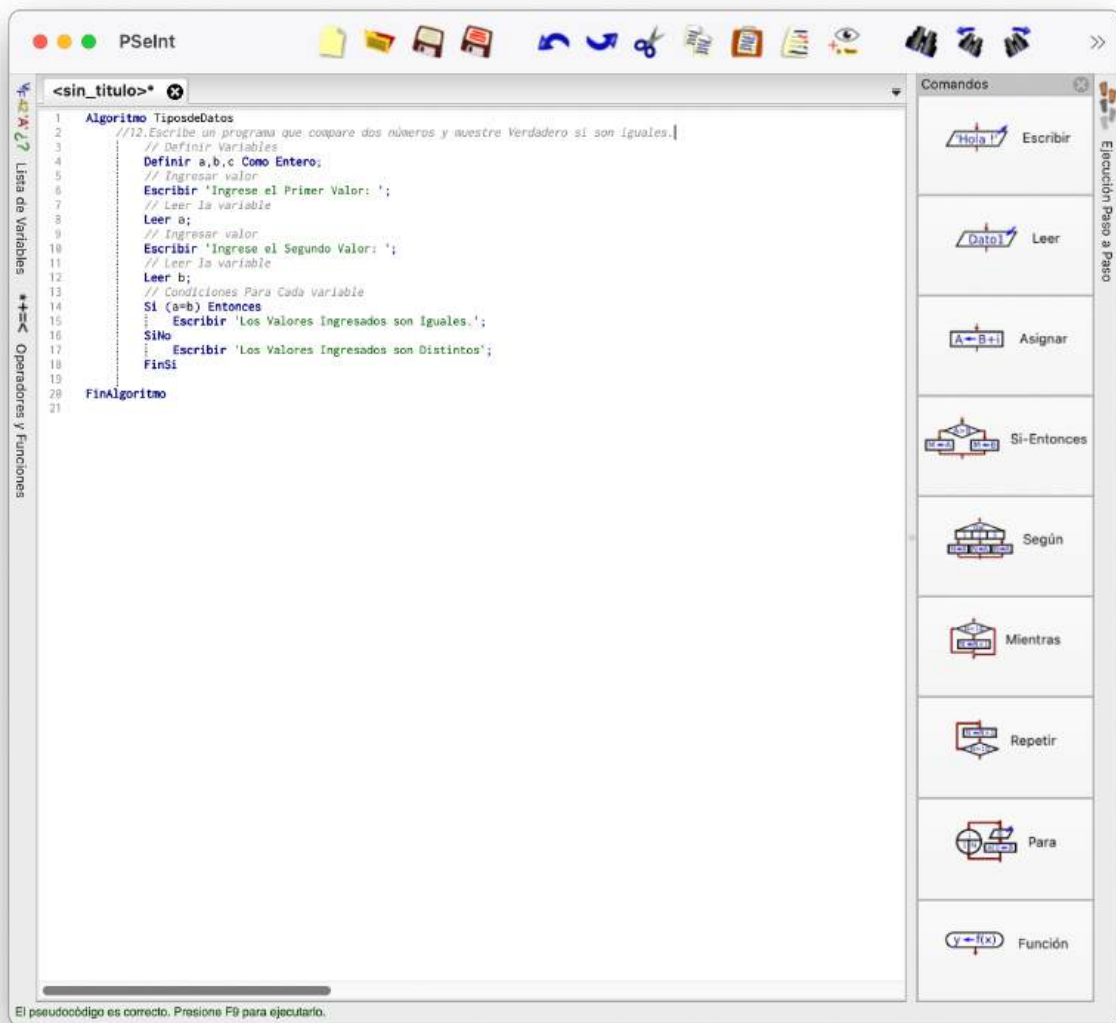 PSeInt
<sin_titulo>*
1 Algoritmo TiposdeDatos
2 //12.Escribe un programa que compare dos números y muestre Verdadero si son iguales.
3 // Definir Variables
4 Definir a,b,c Como Entero;
5 // Ingresar valor
6 Escribir 'Ingrese el Primer Valor: ';
7 // Leer la variable
8 Leer a;
9 // Ingresar valor
10 Escribir 'Ingrese el Segundo Valor: ';
11 // Leer la variable
12 Leer b;
13 // Condiciones Para Cada variable
14 Si (a=b) Entonces
15 Escribir 'Los Valores Ingresados son Iguales.';
16 SiNo
17 Escribir 'Los Valores Ingresados son Distintos';
18 FinSi
19
20 FinAlgoritmo
21
Lista de Variables
*+=< Operadores y Funciones
Comandos
'Hola !' Escribir
Dato1 Leer
A←B+i Asignar
Si-Entonces
Según
Mientras
Repetir
Para
y←f(x) Función
Ejecución Paso a Paso
El pseudocódigo es correcto. Presione F9 para ejecutarlo.